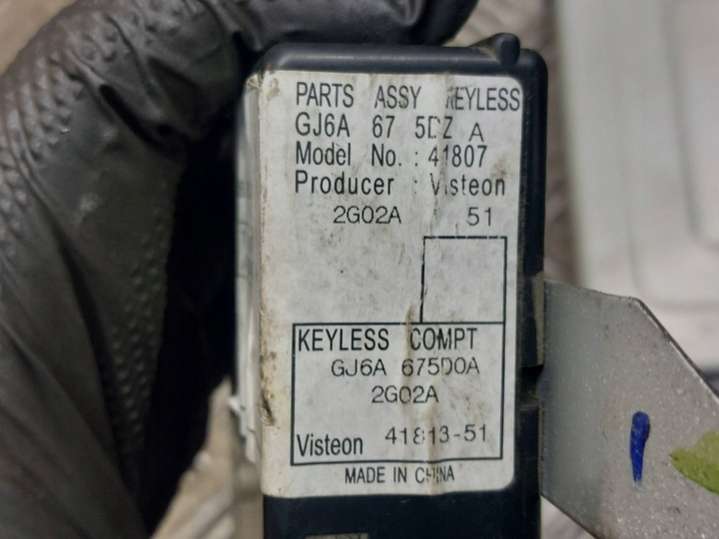 PARTS ASSY KEYLESS
GJ6A 67 5DZ A
Model No. : 41807
Producer : Visteon
2G02A 51
KEYLESS COMPT
GJ6A 675D0A
2G02A
Visteon 41813-51
MADE IN CHINA